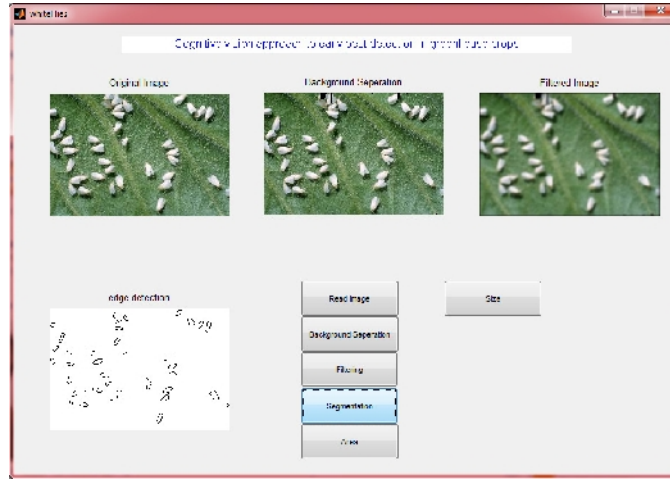 whiteflies
Cognitive vision approach to early pest detection in greenhouse crops
Original Image
Background Seperation
Filtered Image
edge detection
Read Image
Size
Background Seperation
Filtering
Segmentation
Area